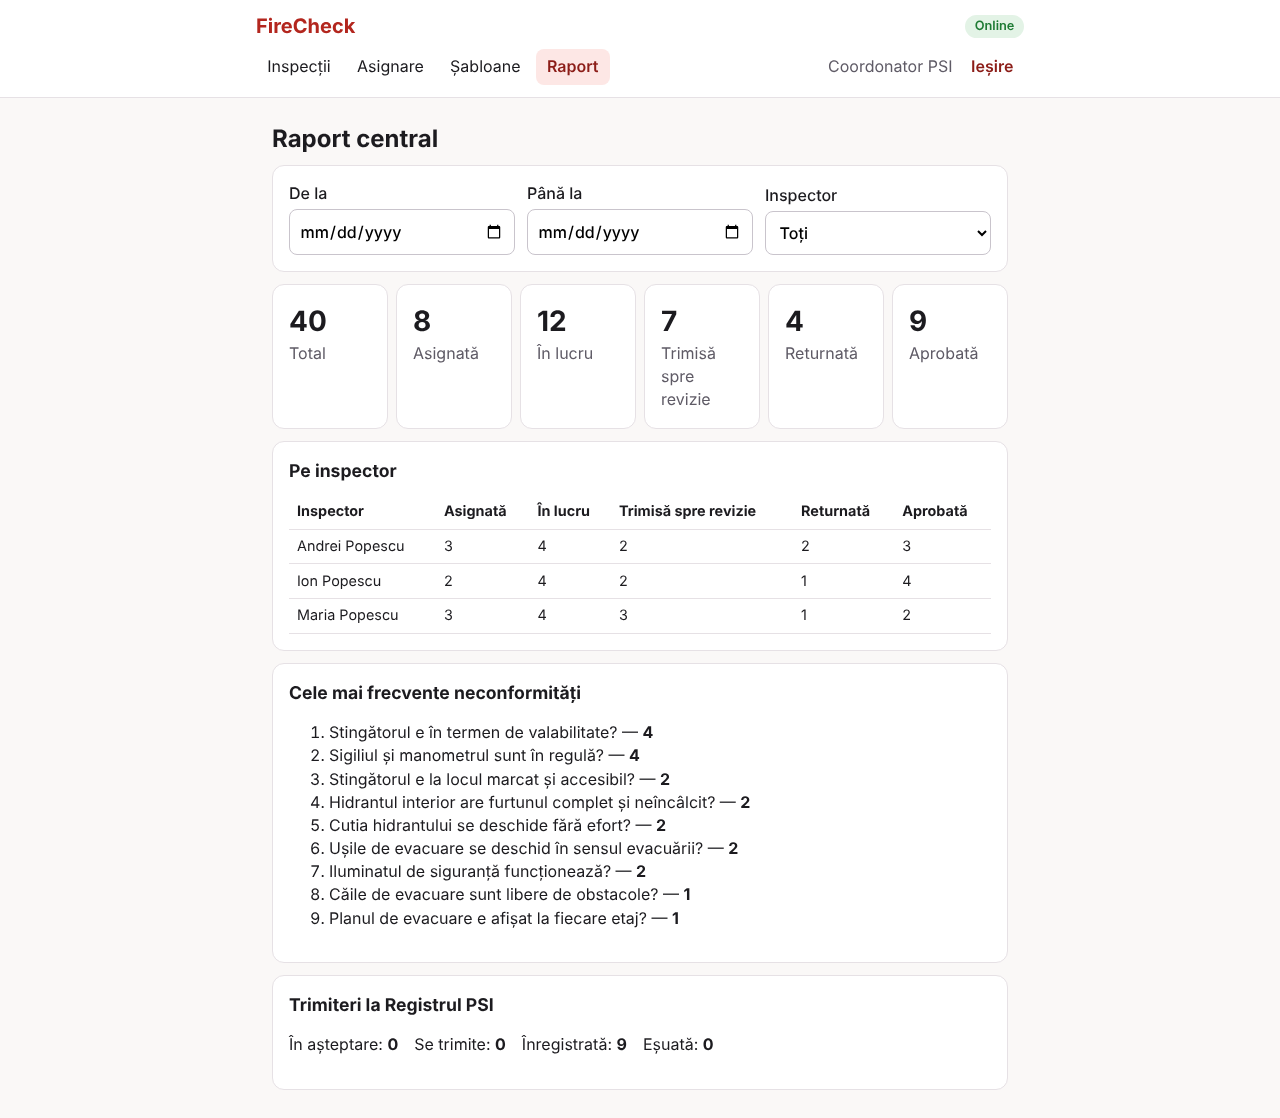 FireCheck
Online
Inspecții Asignare Șabloane Raport Coordonator PSI Ieșire
Raport central
De la Până la Inspector
mm/dd/yyyy mm/dd/yyyy Toți
40 8 12 7 4 9
Total Asignată În lucru Trimisă spre revizie Returnată Aprobată
Pe inspector
Inspector Asignată În lucru Trimisă spre revizie Returnată Aprobată
Andrei Popescu 3 4 2 2 3
Ion Popescu 2 4 2 1 4
Maria Popescu 3 4 3 1 2
Cele mai frecvente neconformități
1. Stingătorul e în termen de valabilitate? — 4
2. Sigiliul și manometrul sunt în regulă? — 4
3. Stingătorul e la locul marcat și accesibil? — 2
4. Hidrantul interior are furtunul complet și neîncâlcit? — 2
5. Cutia hidrantului se deschide fără efort? — 2
6. Ușile de evacuare se deschid în sensul evacuării? — 2
7. Iluminatul de siguranță funcționează? — 2
8. Căile de evacuare sunt libere de obstacole? — 1
9. Planul de evacuare e afișat la fiecare etaj? — 1
Trimiteri la Registrul PSI
În așteptare: 0 Se trimite: 0 Înregistrată: 9 Eșuată: 0